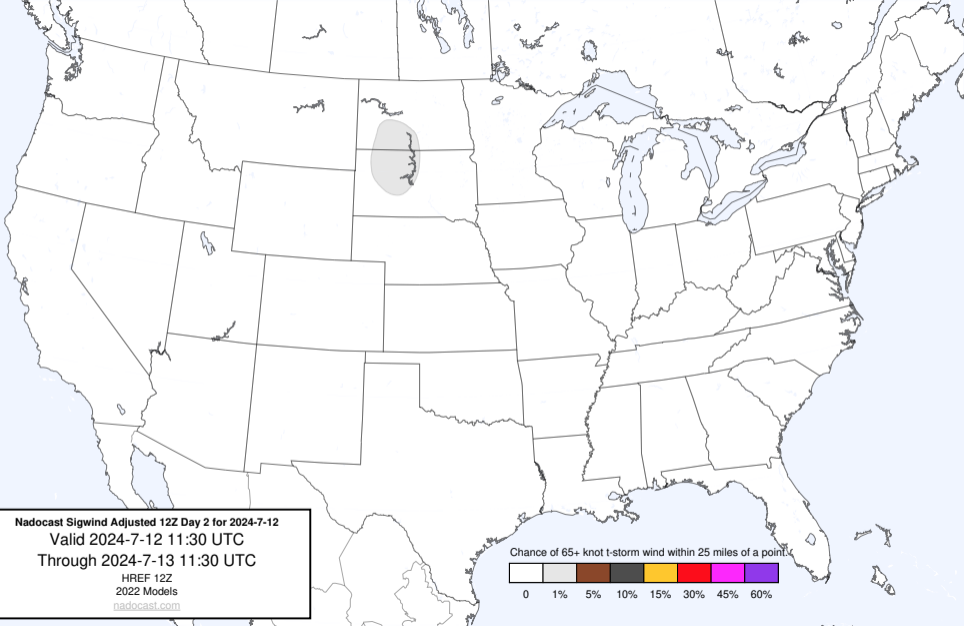 Nadocast Sigwind Adjusted 12Z Day 2 for 2024-7-12
Valid 2024-7-12 11:30 UTC
Through 2024-7-13 11:30 UTC
HREF 12Z
2022 Models
nadocast.com
Chance of 65+ knot t-storm wind within 25 miles of a point.
0 1% 5% 10% 15% 30% 45% 60%